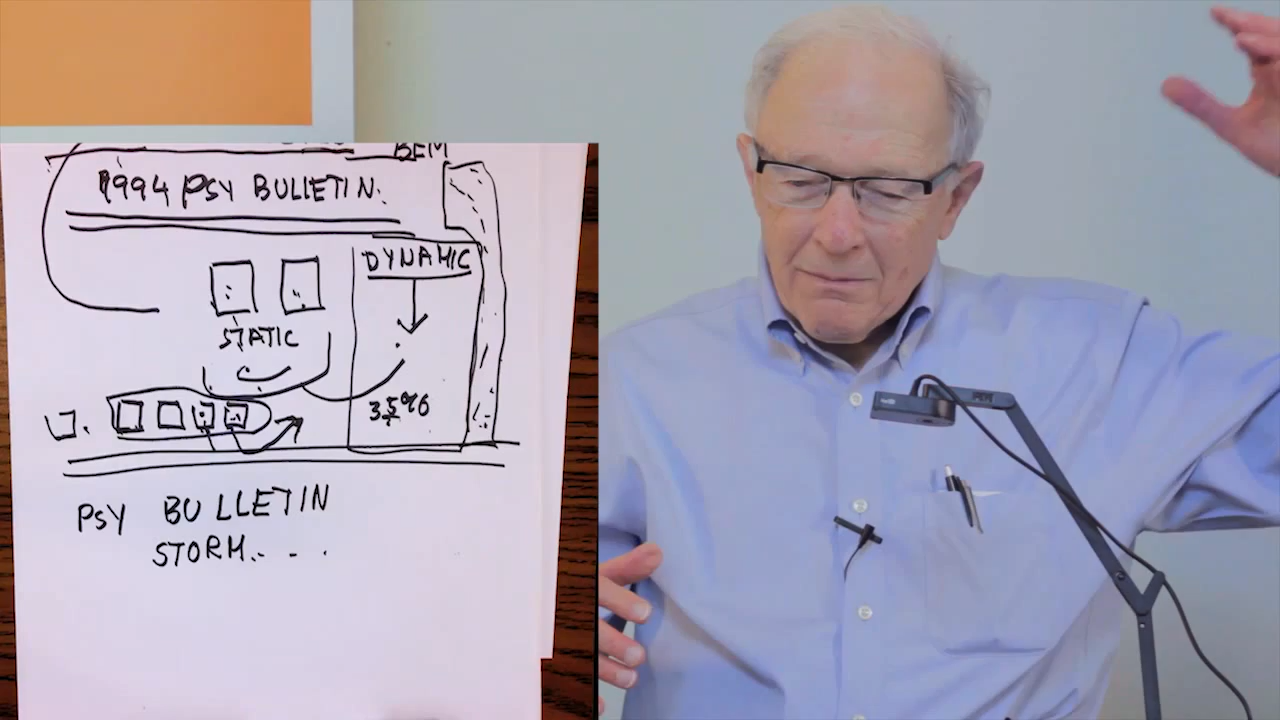 BEM
1994 PSY BULLETIN.
DYNAMIC
STATIC
35%
PSY BULLETIN
STORM.. - .